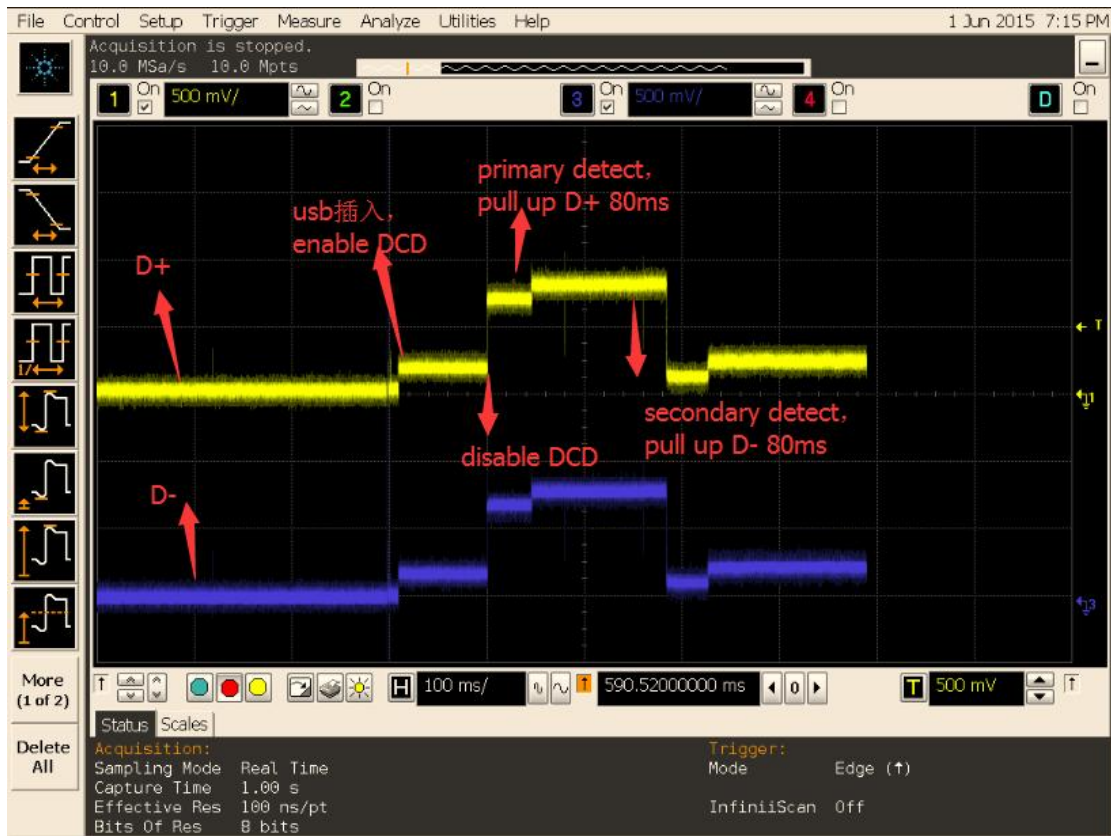 File Control Setup Trigger Measure Analyze Utilities Help 1 Jun 2015 7:15 PM
Acquisition is stopped.
10.0 MSa/s 10.0 Mpts
1 On 500 mV/ 2 On 3 On 500 mV/ 4 On D On
primary detect,
pull up D+ 80ms
usb插入,
enable DCD
D+
T
1
secondary detect,
pull up D- 80ms
disable DCD
D-
3
1/
More
(1 of 2)
Delete
All
H 100 ms/ 590.52000000 ms 0 T 500 mV
Status Scales
Acquisition:
Sampling Mode Real Time
Capture Time 1.00 s
Effective Res 100 ns/pt
Bits Of Res 8 bits
Trigger:
Mode Edge (↑)
InfiniiScan Off